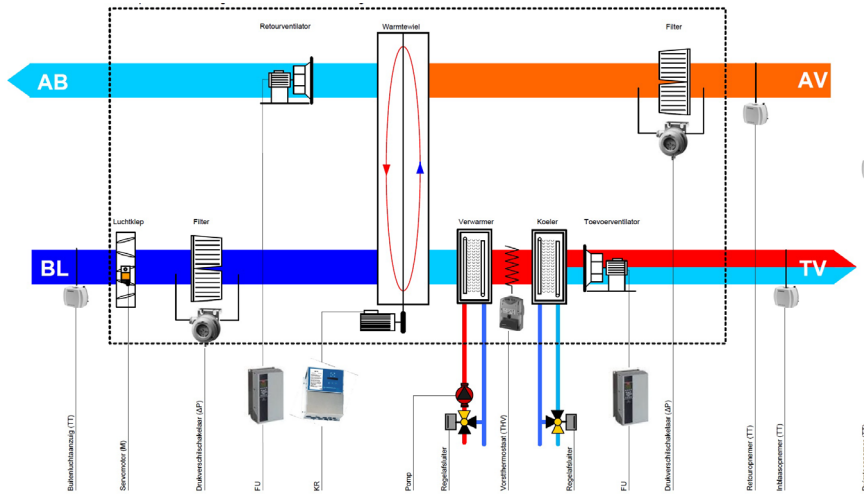 Retourventilator
Warmtewiel
Filter
AB
AV
Luchtklep
Filter
Verwarmer
Koeler
Toevoerventilator
BL
TV
Buitenluchtaanzuig (TT)
Servomotor (M)
Drukverschilschakelaar (ΔP)
FU
KR
Pomp
Regelafsluiter
Vorstthermostaat (THV)
Regelafsluiter
FU
Drukverschilschakelaar (ΔP)
Retouropnemer (TT)
Inblaasopnemer (TT)